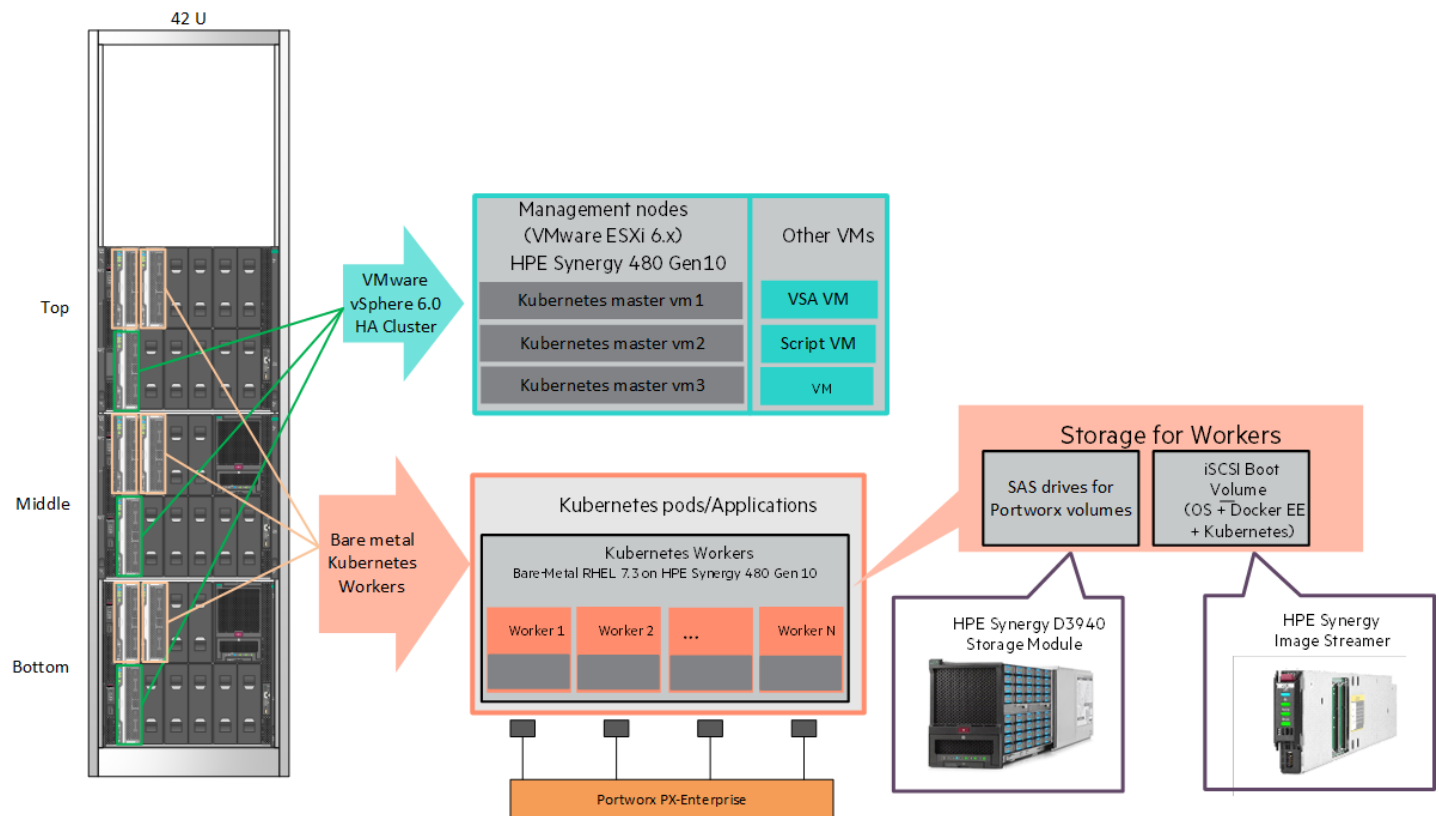 42 U
Top
Middle
Bottom
VMware
vSphere 6.0
HA Cluster
Bare metal
Kubernetes
Workers
Management nodes
(VMware ESXi 6.x)
HPE Synergy 480 Gen10
Kubernetes master vm1
Kubernetes master vm2
Kubernetes master vm3
Other VMs
VSA VM
Script VM
VM
Kubernetes pods/Applications
Kubernetes Workers
Bare-Metal RHEL 7.3 on HPE Synergy 480 Gen 10
Worker 1
Worker 2
...
Worker N
Portworx PX-Enterprise
Storage for Workers
SAS drives for
Portworx volumes
iSCSI Boot
Volume
(OS + Docker EE
+ Kubernetes)
HPE Synergy D3940
Storage Module
HPE Synergy
Image Streamer